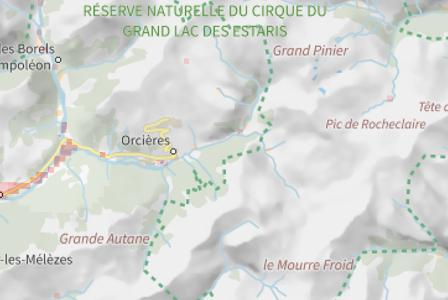 RÉSERVE NATURELLE DU CIRQUE DU
GRAND LAC DES ESTARIS
les Borels
mpoléon
Grand Pinier
Tête
Pic de Rocheclaire
Orcières
Grande Autane
-les-Mélèzes
le Mourre Froid